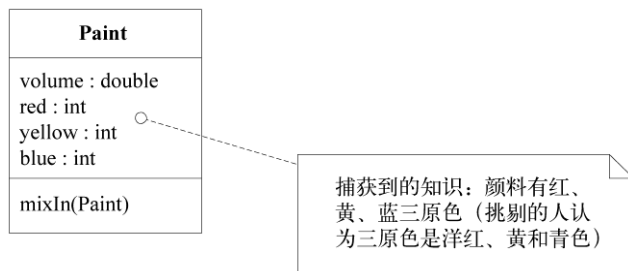 Paint
volume : double
red : int
yellow : int
blue : int
mixIn(Paint)
捕获到的知识：颜料有红、
黄、蓝三原色（挑剔的人认
为三原色是洋红、黄和青色）